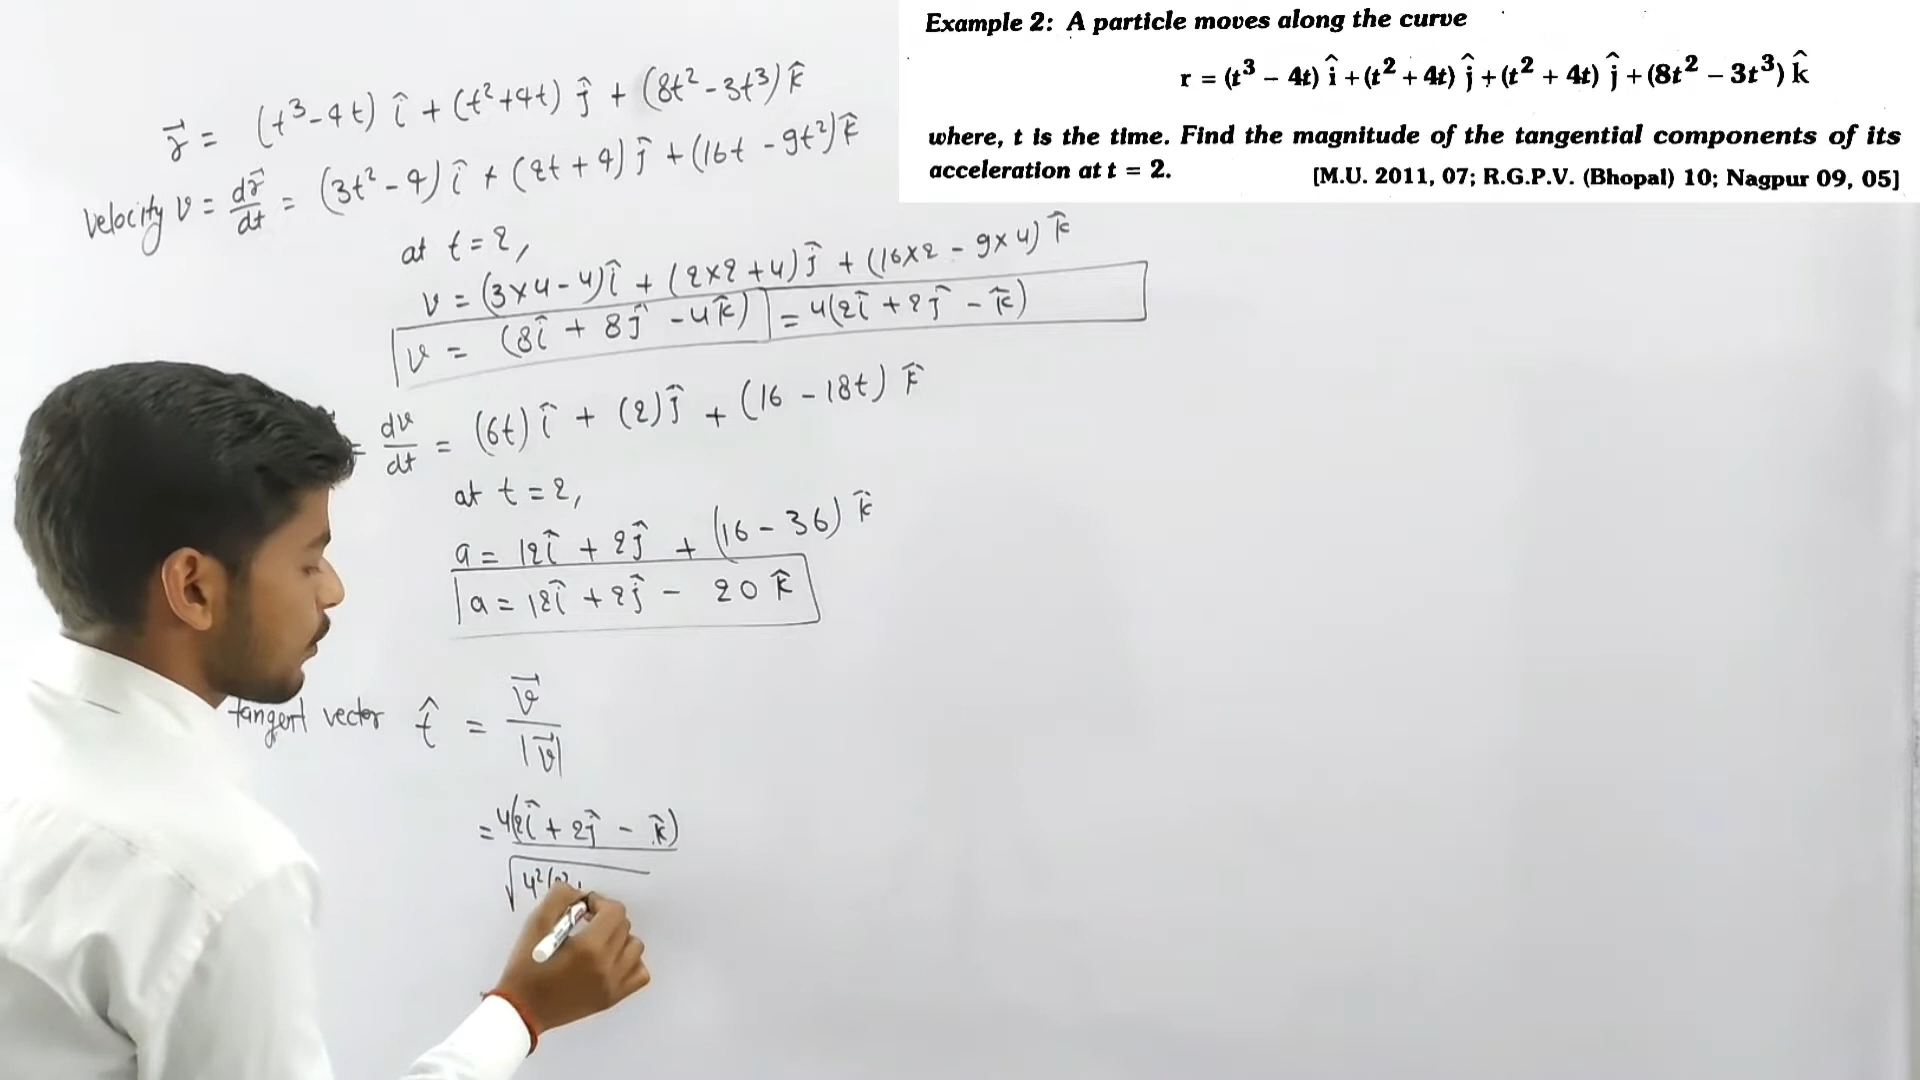 Example 2: A particle moves along the curve
r = (t³ – 4t) î + (t² + 4t) ĵ + (t² + 4t) ĵ + (8t² – 3t³) k̂
where, t is the time. Find the magnitude of the tangential components of its
acceleration at t = 2.
[M.U. 2011, 07; R.G.P.V. (Bhopal) 10; Nagpur 09, 05]
r⃗ = (t³-4t) î + (t²+4t) ĵ + (8t²-3t³) k̂
velocity v = dr⃗/dt = (3t²-4) î + (2t+4) ĵ + (16t - 9t²) k̂
at t=2,
v = (3×4-4) î + (2×2+4) ĵ + (16×2 - 9×4) k̂
v = (8î + 8ĵ - 4k̂) = 4(2î + 2ĵ - k̂)
= dv/dt = (6t) î + (2) ĵ + (16 - 18t) k̂
at t=2,
a = 12î + 2ĵ + (16-36) k̂
a = 12î + 2ĵ - 20 k̂
tangent vector t̂ = v⃗/|v⃗|
= 4(2î + 2ĵ - k̂)
√4²(2²+